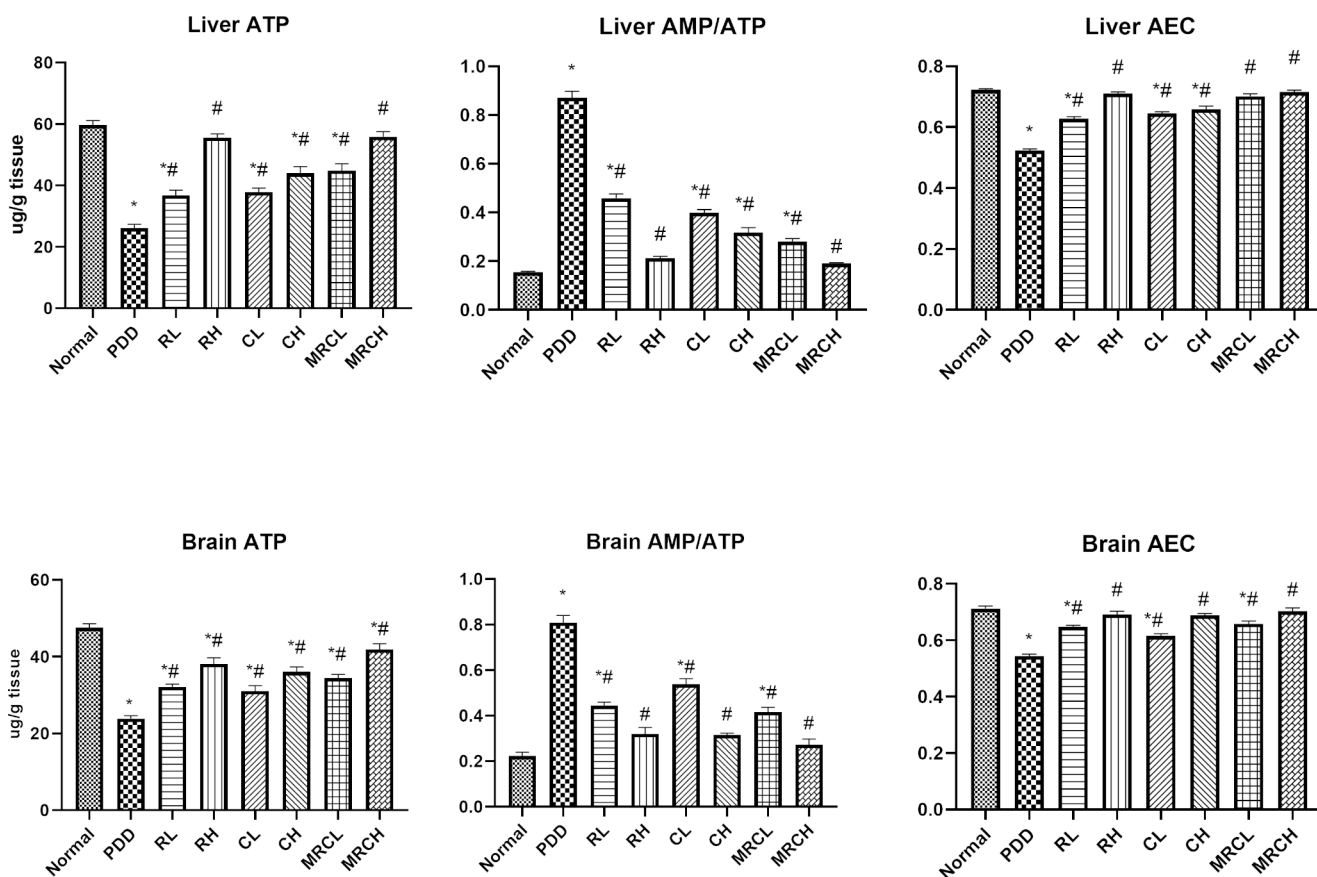 Liver ATP
ug/g tissue
80
60
40
20
0
*
*#
#
*#
*#
*#
#
Normal
PDD
RL
RH
CL
CH
MRCL
MRCH
Liver AMP/ATP
1.0
0.8
0.6
0.4
0.2
0.0
*
*#
#
*#
*#
*#
#
Normal
PDD
RL
RH
CL
CH
MRCL
MRCH
Liver AEC
0.8
0.6
0.4
0.2
0.0
*
*#
#
*#
*#
#
#
Normal
PDD
RL
RH
CL
CH
MRCL
MRCH
Brain ATP
ug/g tissue
60
40
20
0
*
*#
*#
*#
*#
*#
*#
Normal
PDD
RL
RH
CL
CH
MRCL
MRCH
Brain AMP/ATP
1.0
0.8
0.6
0.4
0.2
0.0
*
*#
#
*#
#
*#
#
Normal
PDD
RL
RH
CL
CH
MRCL
MRCH
Brain AEC
0.8
0.6
0.4
0.2
0.0
*
*#
#
*#
#
*#
#
Normal
PDD
RL
RH
CL
CH
MRCL
MRCH